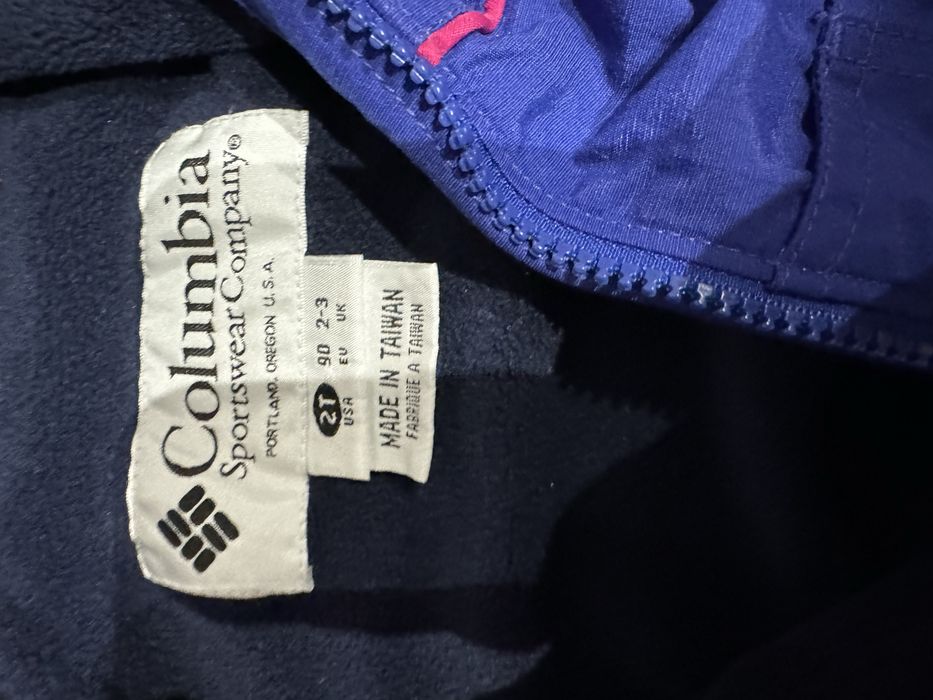 Columbia
Sportswear Company®
PORTLAND, OREGON U.S.A.
2T 90 2-3
USA EU UK
MADE IN TAIWAN
FABRIQUÉ A TAIWAN